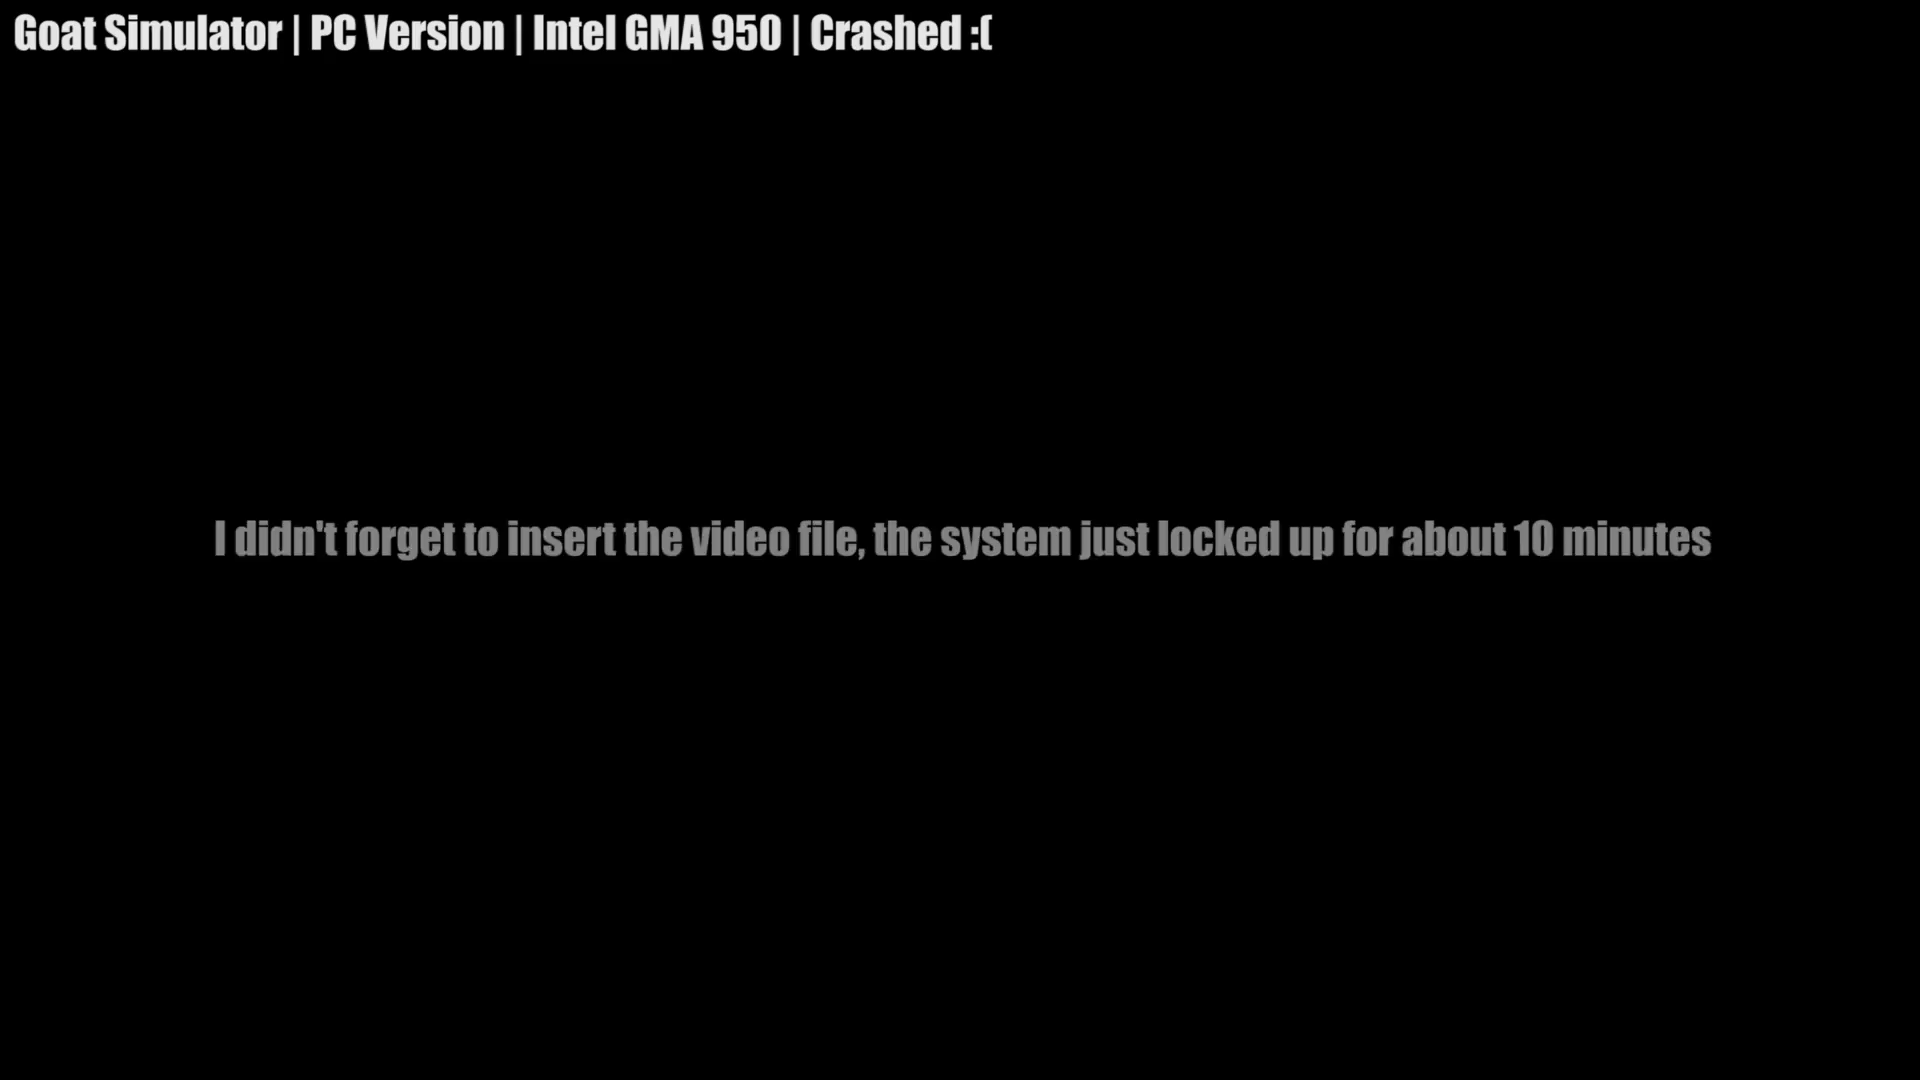 Goat Simulator | PC Version | Intel GMA 950 | Crashed :(
I didn't forget to insert the video file, the system just locked up for about 10 minutes